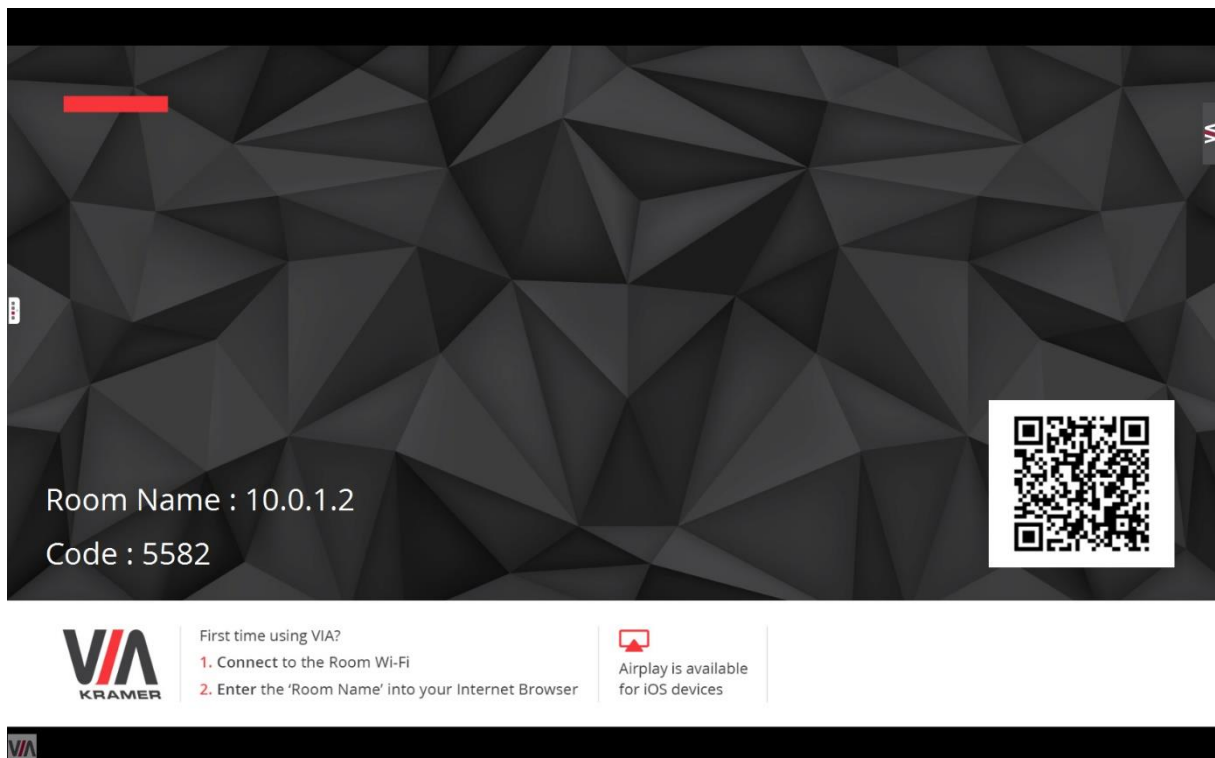 Room Name : 10.0.1.2
Code : 5582
VIA
KRAMER
First time using VIA?
1. Connect to the Room Wi-Fi
2. Enter the ‘Room Name’ into your Internet Browser
Airplay is available
for iOS devices
VIA